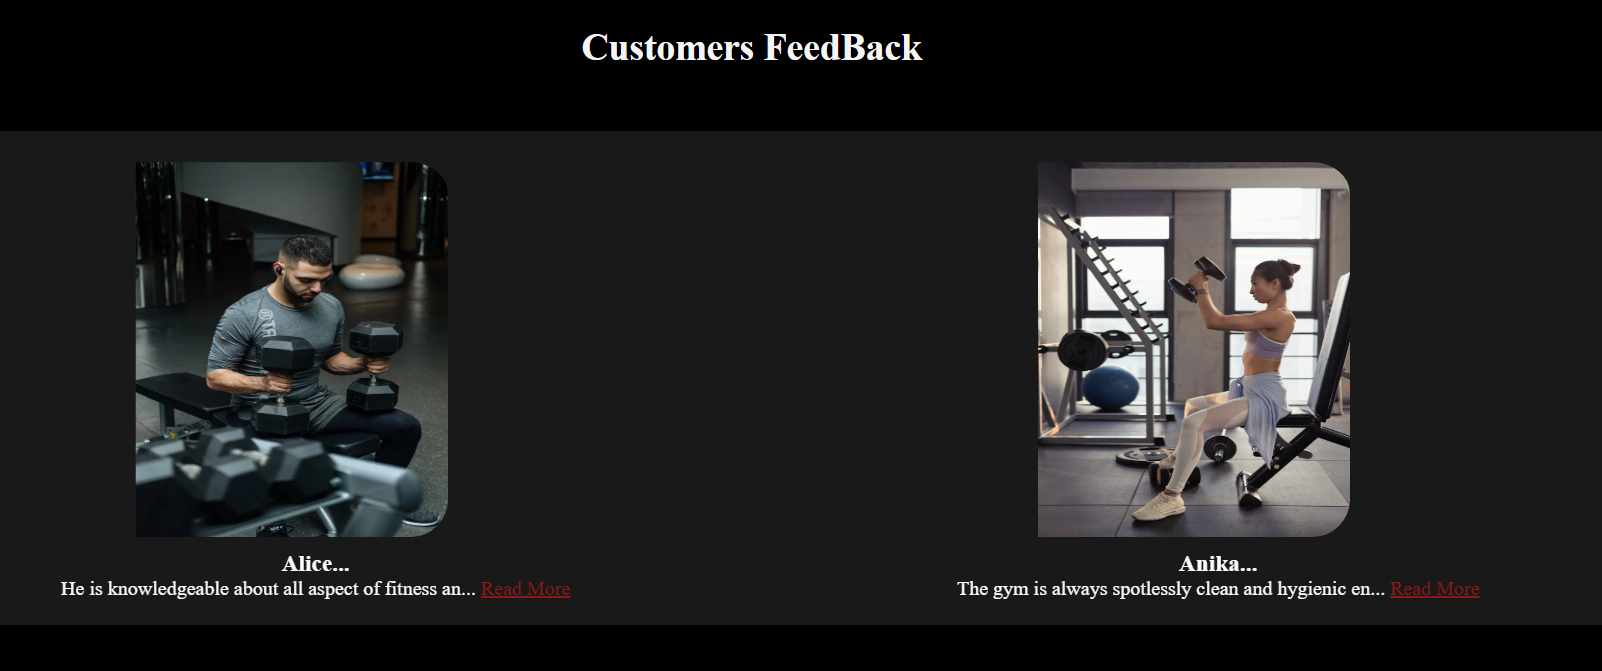 Customers FeedBack
@TR
Alice...
He is knowledgeable about all aspect of fitness an... Read More
Anika...
The gym is always spotlessly clean and hygienic en... Read More